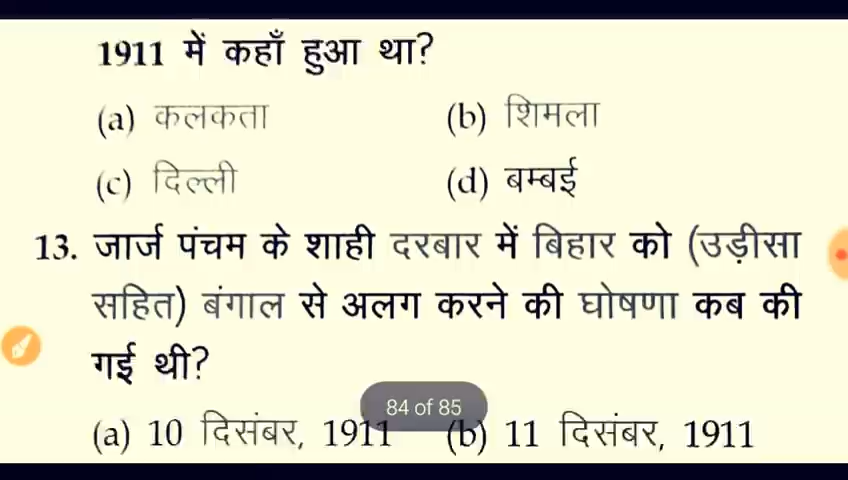 1911 में कहाँ हुआ था?
(a) कलकता (b) शिमला
(c) दिल्ली (d) बम्बई
13. जार्ज पंचम के शाही दरबार में बिहार को (उड़ीसा
सहित) बंगाल से अलग करने की घोषणा कब की
गई थी?
84 of 85
(a) 10 दिसंबर, 1911 (b) 11 दिसंबर, 1911